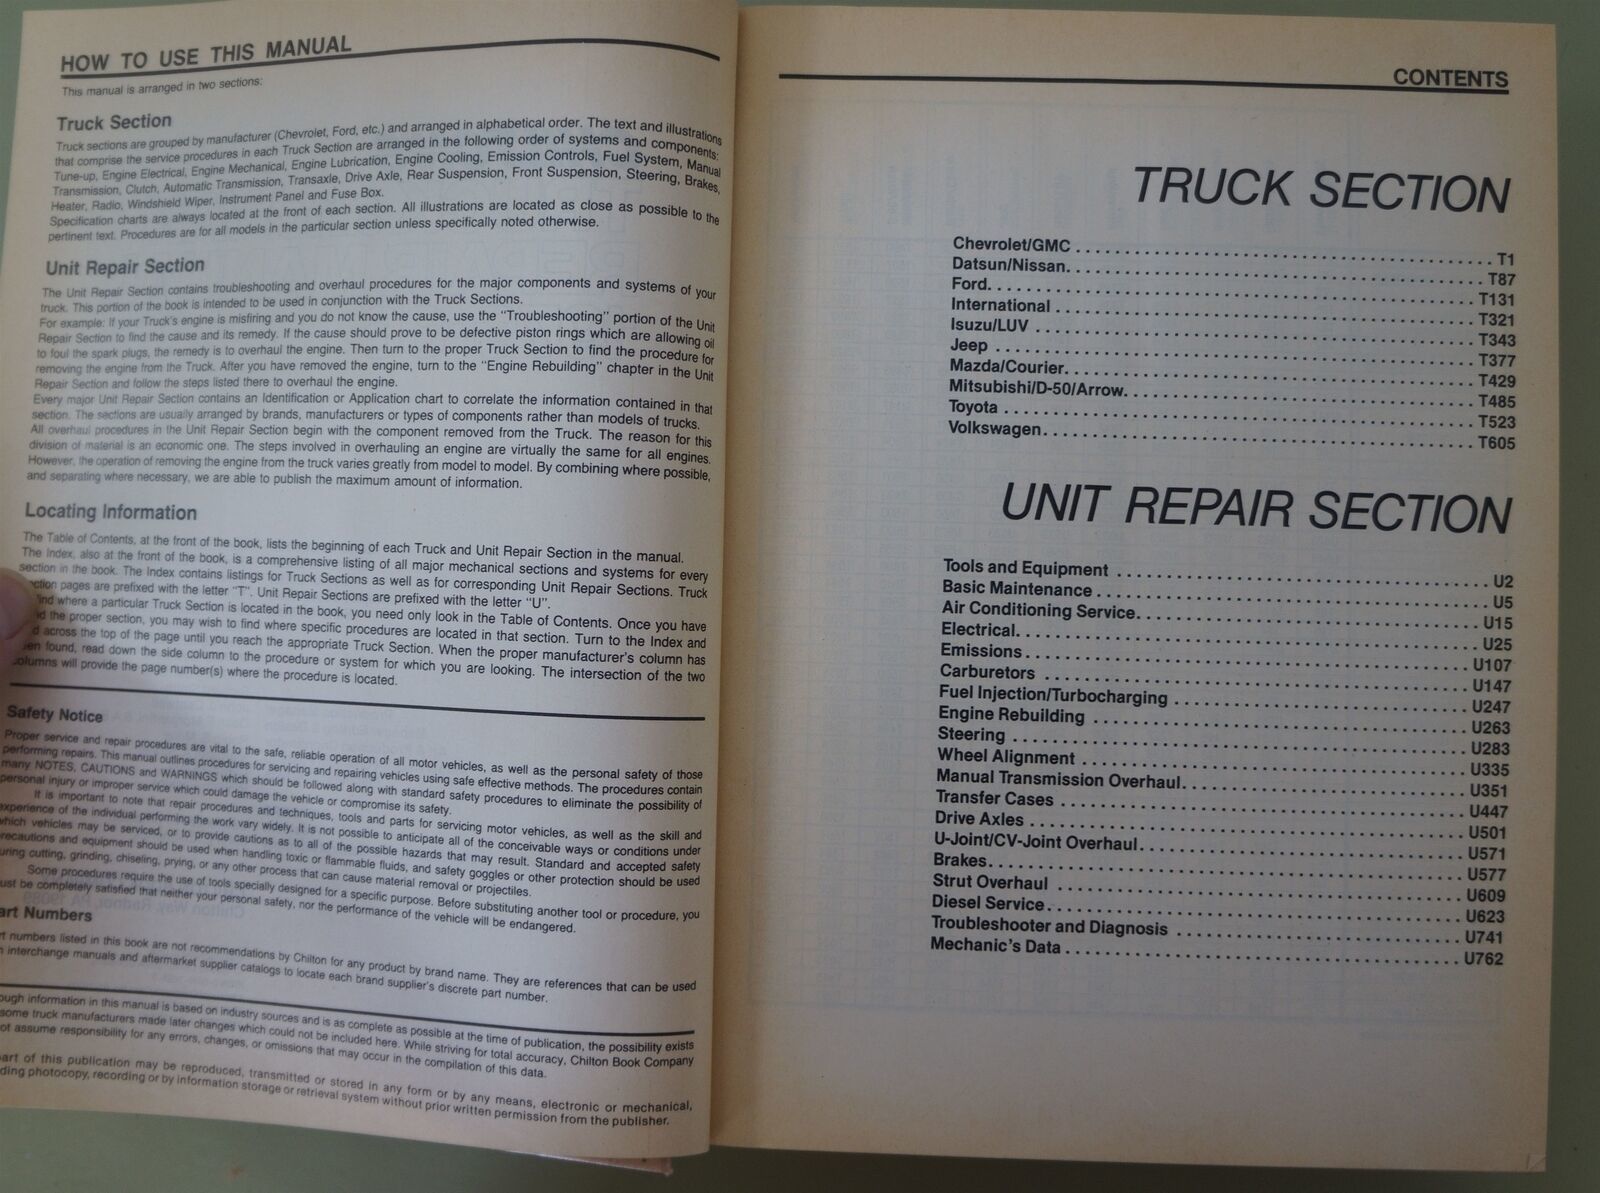 HOW TO USE THIS MANUAL
This manual is arranged in two sections:
Truck Section
Truck sections are grouped by manufacturer (Chevrolet, Ford, etc.) and arranged in alphabetical order. The text and illustrations
that comprise the service procedures in each Truck Section are arranged in the following order of systems and components:
Tune-up, Engine Electrical, Engine Mechanical, Engine Lubrication, Engine Cooling, Emission Controls, Fuel System, Manual
Transmission, Clutch, Automatic Transmission, Transaxle, Drive Axle, Rear Suspension, Front Suspension, Steering, Brakes,
Heater, Radio, Windshield Wiper, Instrument Panel and Fuse Box.
Specification charts are always located at the front of each section. All illustrations are located as close as possible to the
pertinent text. Procedures are for all models in the particular section unless specifically noted otherwise.
Unit Repair Section
The Unit Repair Section contains troubleshooting and overhaul procedures for the major components and systems of your
truck. This portion of the book is intended to be used in conjunction with the Truck Sections.
For example: If your Truck's engine is misfiring and you do not know the cause, use the "Troubleshooting" portion of the Unit
Repair Section to find the cause and its remedy. If the cause should prove to be defective piston rings which are allowing oil
to foul the spark plugs, the remedy is to overhaul the engine. Then turn to the proper Truck Section to find the procedure for
removing the engine from the Truck. After you have removed the engine, turn to the "Engine Rebuilding" chapter in the Unit
Repair Section and follow the steps listed there to overhaul the engine.
Every major Unit Repair Section contains an Identification or Application chart to correlate the information contained in that
section. The sections are usually arranged by brands, manufacturers or types of components rather than models of trucks.
All overhaul procedures in the Unit Repair Section begin with the component removed from the Truck. The reason for this
division of material is an economic one. The steps involved in overhauling an engine are virtually the same for all engines.
However, the operation of removing the engine from the truck varies greatly from model to model. By combining where possible,
and separating where necessary, we are able to publish the maximum amount of information.
Locating Information
The Table of Contents, at the front of the book, lists the beginning of each Truck and Unit Repair Section in the manual.
The Index, also at the front of the book, is a comprehensive listing of all major mechanical sections and systems for every
section in the book. The Index contains listings for Truck Sections as well as for corresponding Unit Repair Sections. Truck
ction pages are prefixed with the letter "T". Unit Repair Sections are prefixed with the letter "U".
ind where a particular Truck Section is located in the book, you need only look in the Table of Contents. Once you have
nd the proper section, you may wish to find where specific procedures are located in that section. Turn to the Index and
d across the top of the page until you reach the appropriate Truck Section. When the proper manufacturer's column has
en found, read down the side column to the procedure or system for which you are looking. The intersection of the two
olumns will provide the page number(s) where the procedure is located.
Safety Notice
Proper service and repair procedures are vital to the safe, reliable operation of all motor vehicles, as well as the personal safety of those
performing repairs. This manual outlines procedures for servicing and repairing vehicles using safe effective methods. The procedures contain
many NOTES, CAUTIONS and WARNINGS which should be followed along with standard safety procedures to eliminate the possibility of
personal injury or improper service which could damage the vehicle or compromise its safety.
It is important to note that repair procedures and techniques, tools and parts for servicing motor vehicles, as well as the skill and
experience of the individual performing the work vary widely. It is not possible to anticipate all of the conceivable ways or conditions under
which vehicles may be serviced, or to provide cautions as to all of the possible hazards that may result. Standard and accepted safety
recautions and equipment should be used when handling toxic or flammable fluids, and safety goggles or other protection should be used
uring cutting, grinding, chiseling, prying, or any other process that can cause material removal or projectiles.
Some procedures require the use of tools specially designed for a specific purpose. Before substituting another tool or procedure, you
ust be completely satisfied that neither your personal safety, nor the performance of the vehicle will be endangered.
art Numbers
rt numbers listed in this book are not recommendations by Chilton for any product by brand name. They are references that can be used
interchange manuals and aftermarket supplier catalogs to locate each brand supplier's discrete part number.
ough information in this manual is based on industry sources and is as complete as possible at the time of publication, the possibility exists
some truck manufacturers made later changes which could not be included here. While striving for total accuracy, Chilton Book Company
ot assume responsibility for any errors, changes, or omissions that may occur in the compilation of this data.
art of this publication may be reproduced, transmitted or stored in any form or by any means, electronic or mechanical,
ding photocopy, recording or by information storage or retrieval system without prior written permission from the publisher.
CONTENTS
TRUCK SECTION
Chevrolet/GMC ........ T1
Datsun/Nissan ........ T87
Ford ........ T131
International ........ T321
Isuzu/LUV ........ T343
Jeep ........ T377
Mazda/Courier ........ T429
Mitsubishi/D-50/Arrow ........ T485
Toyota ........ T523
Volkswagen ........ T605
UNIT REPAIR SECTION
Tools and Equipment ........ U2
Basic Maintenance ........ U5
Air Conditioning Service ........ U15
Electrical ........ U25
Emissions ........ U107
Carburetors ........ U147
Fuel Injection/Turbocharging ........ U247
Engine Rebuilding ........ U263
Steering ........ U283
Wheel Alignment ........ U335
Manual Transmission Overhaul ........ U351
Transfer Cases ........ U447
Drive Axles ........ U501
U-Joint/CV-Joint Overhaul ........ U571
Brakes ........ U577
Strut Overhaul ........ U609
Diesel Service ........ U623
Troubleshooter and Diagnosis ........ U741
Mechanic's Data ........ U762